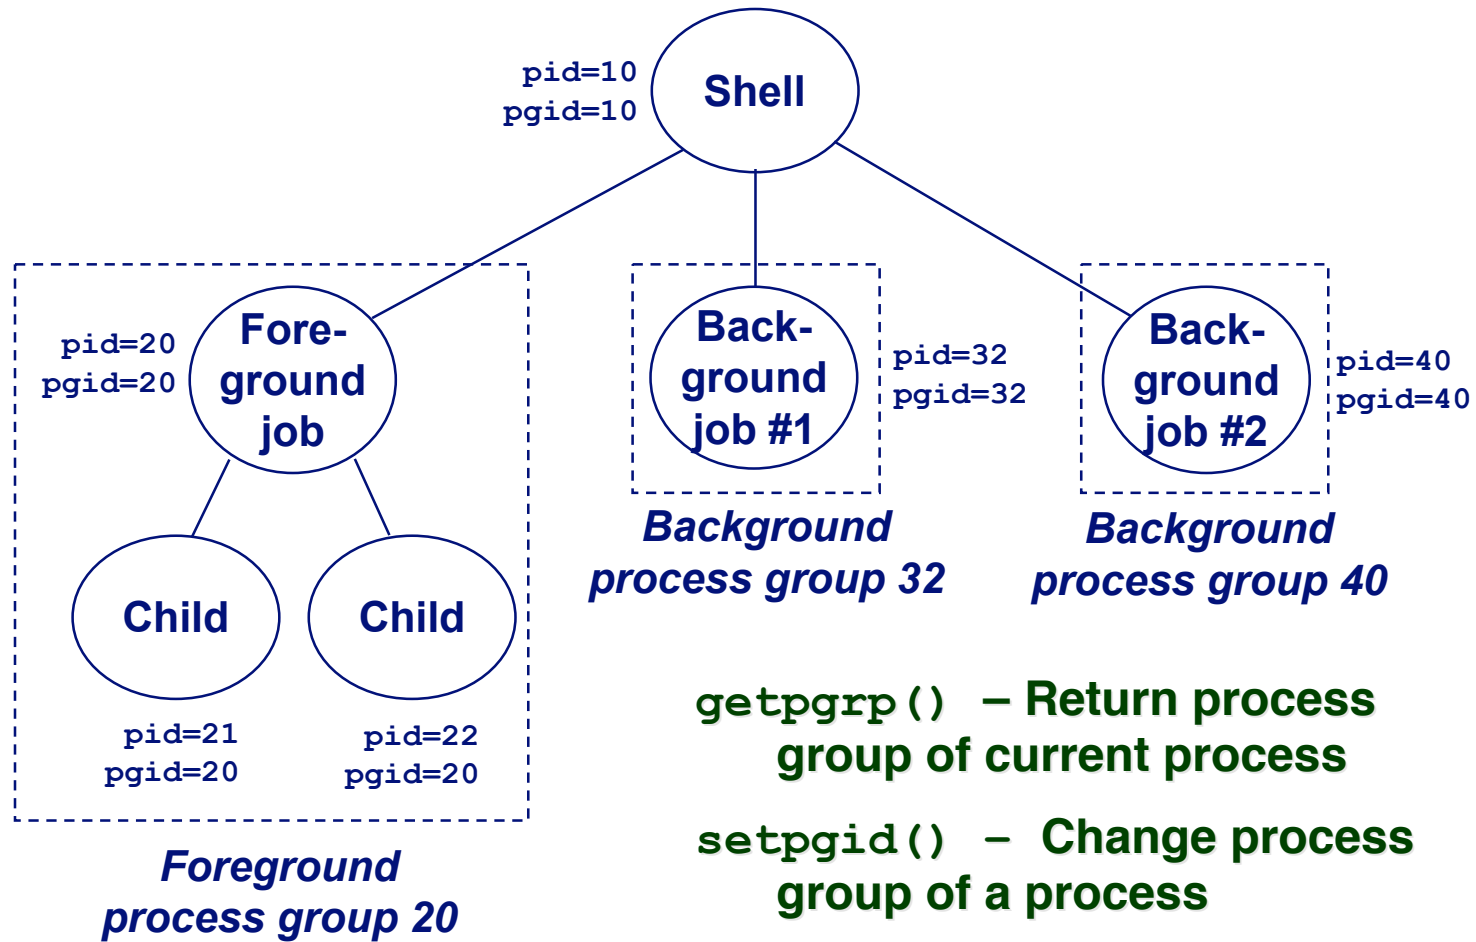 pid=10
pgid=10
Shell
pid=20
pgid=20
Fore-
ground
job
Back-
ground
job #1
pid=32
pgid=32
Back-
ground
job #2
pid=40
pgid=40
Child
Child
pid=21
pgid=20
pid=22
pgid=20
Background
process group 32
Background
process group 40
Foreground
process group 20
getpgrp() – Return process
group of current process
setpgid() – Change process
group of a process